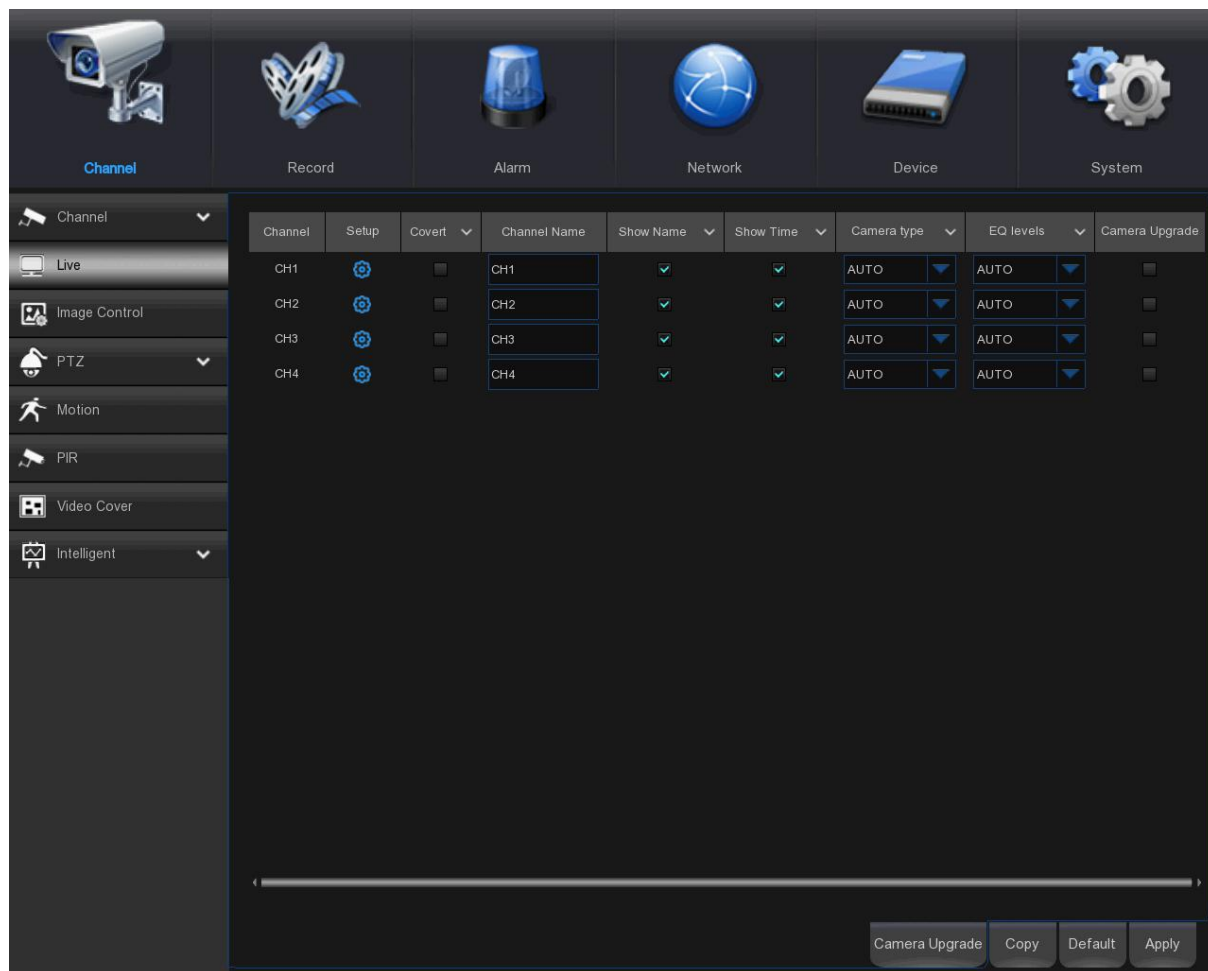 Channel Record Alarm Network Device System
Channel
Live
Image Control
PTZ
Motion
PIR
Video Cover
Intelligent
Channel Setup Covert Channel Name Show Name Show Time Camera type EQ levels Camera Upgrade
CH1 CH1 AUTO AUTO
CH2 CH2 AUTO AUTO
CH3 CH3 AUTO AUTO
CH4 CH4 AUTO AUTO
Camera Upgrade Copy Default Apply